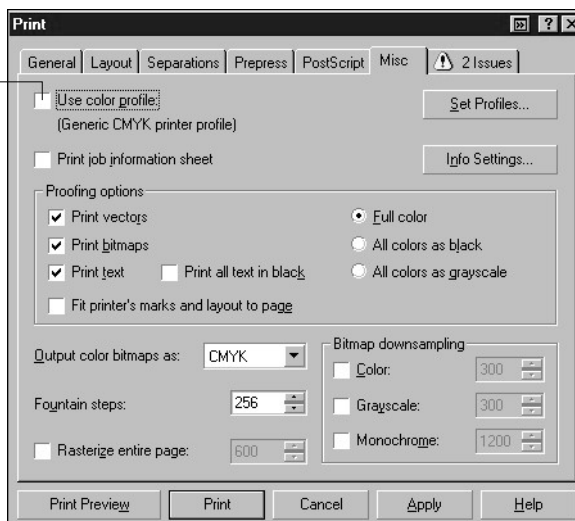 Print
General Layout Separations Prepress PostScript Misc 2 Issues
Use color profile:
(Generic CMYK printer profile)
Set Profiles...
Print job information sheet
Info Settings...
Proofing options
Print vectors
Full color
Print bitmaps
All colors as black
Print text Print all text in black
All colors as grayscale
Fit printer's marks and layout to page
Output color bitmaps as: CMYK
Bitmap downsampling
Color: 300
Fountain steps: 256
Grayscale: 300
Rasterize entire page: 600
Monochrome: 1200
Print Preview Print Cancel Apply Help